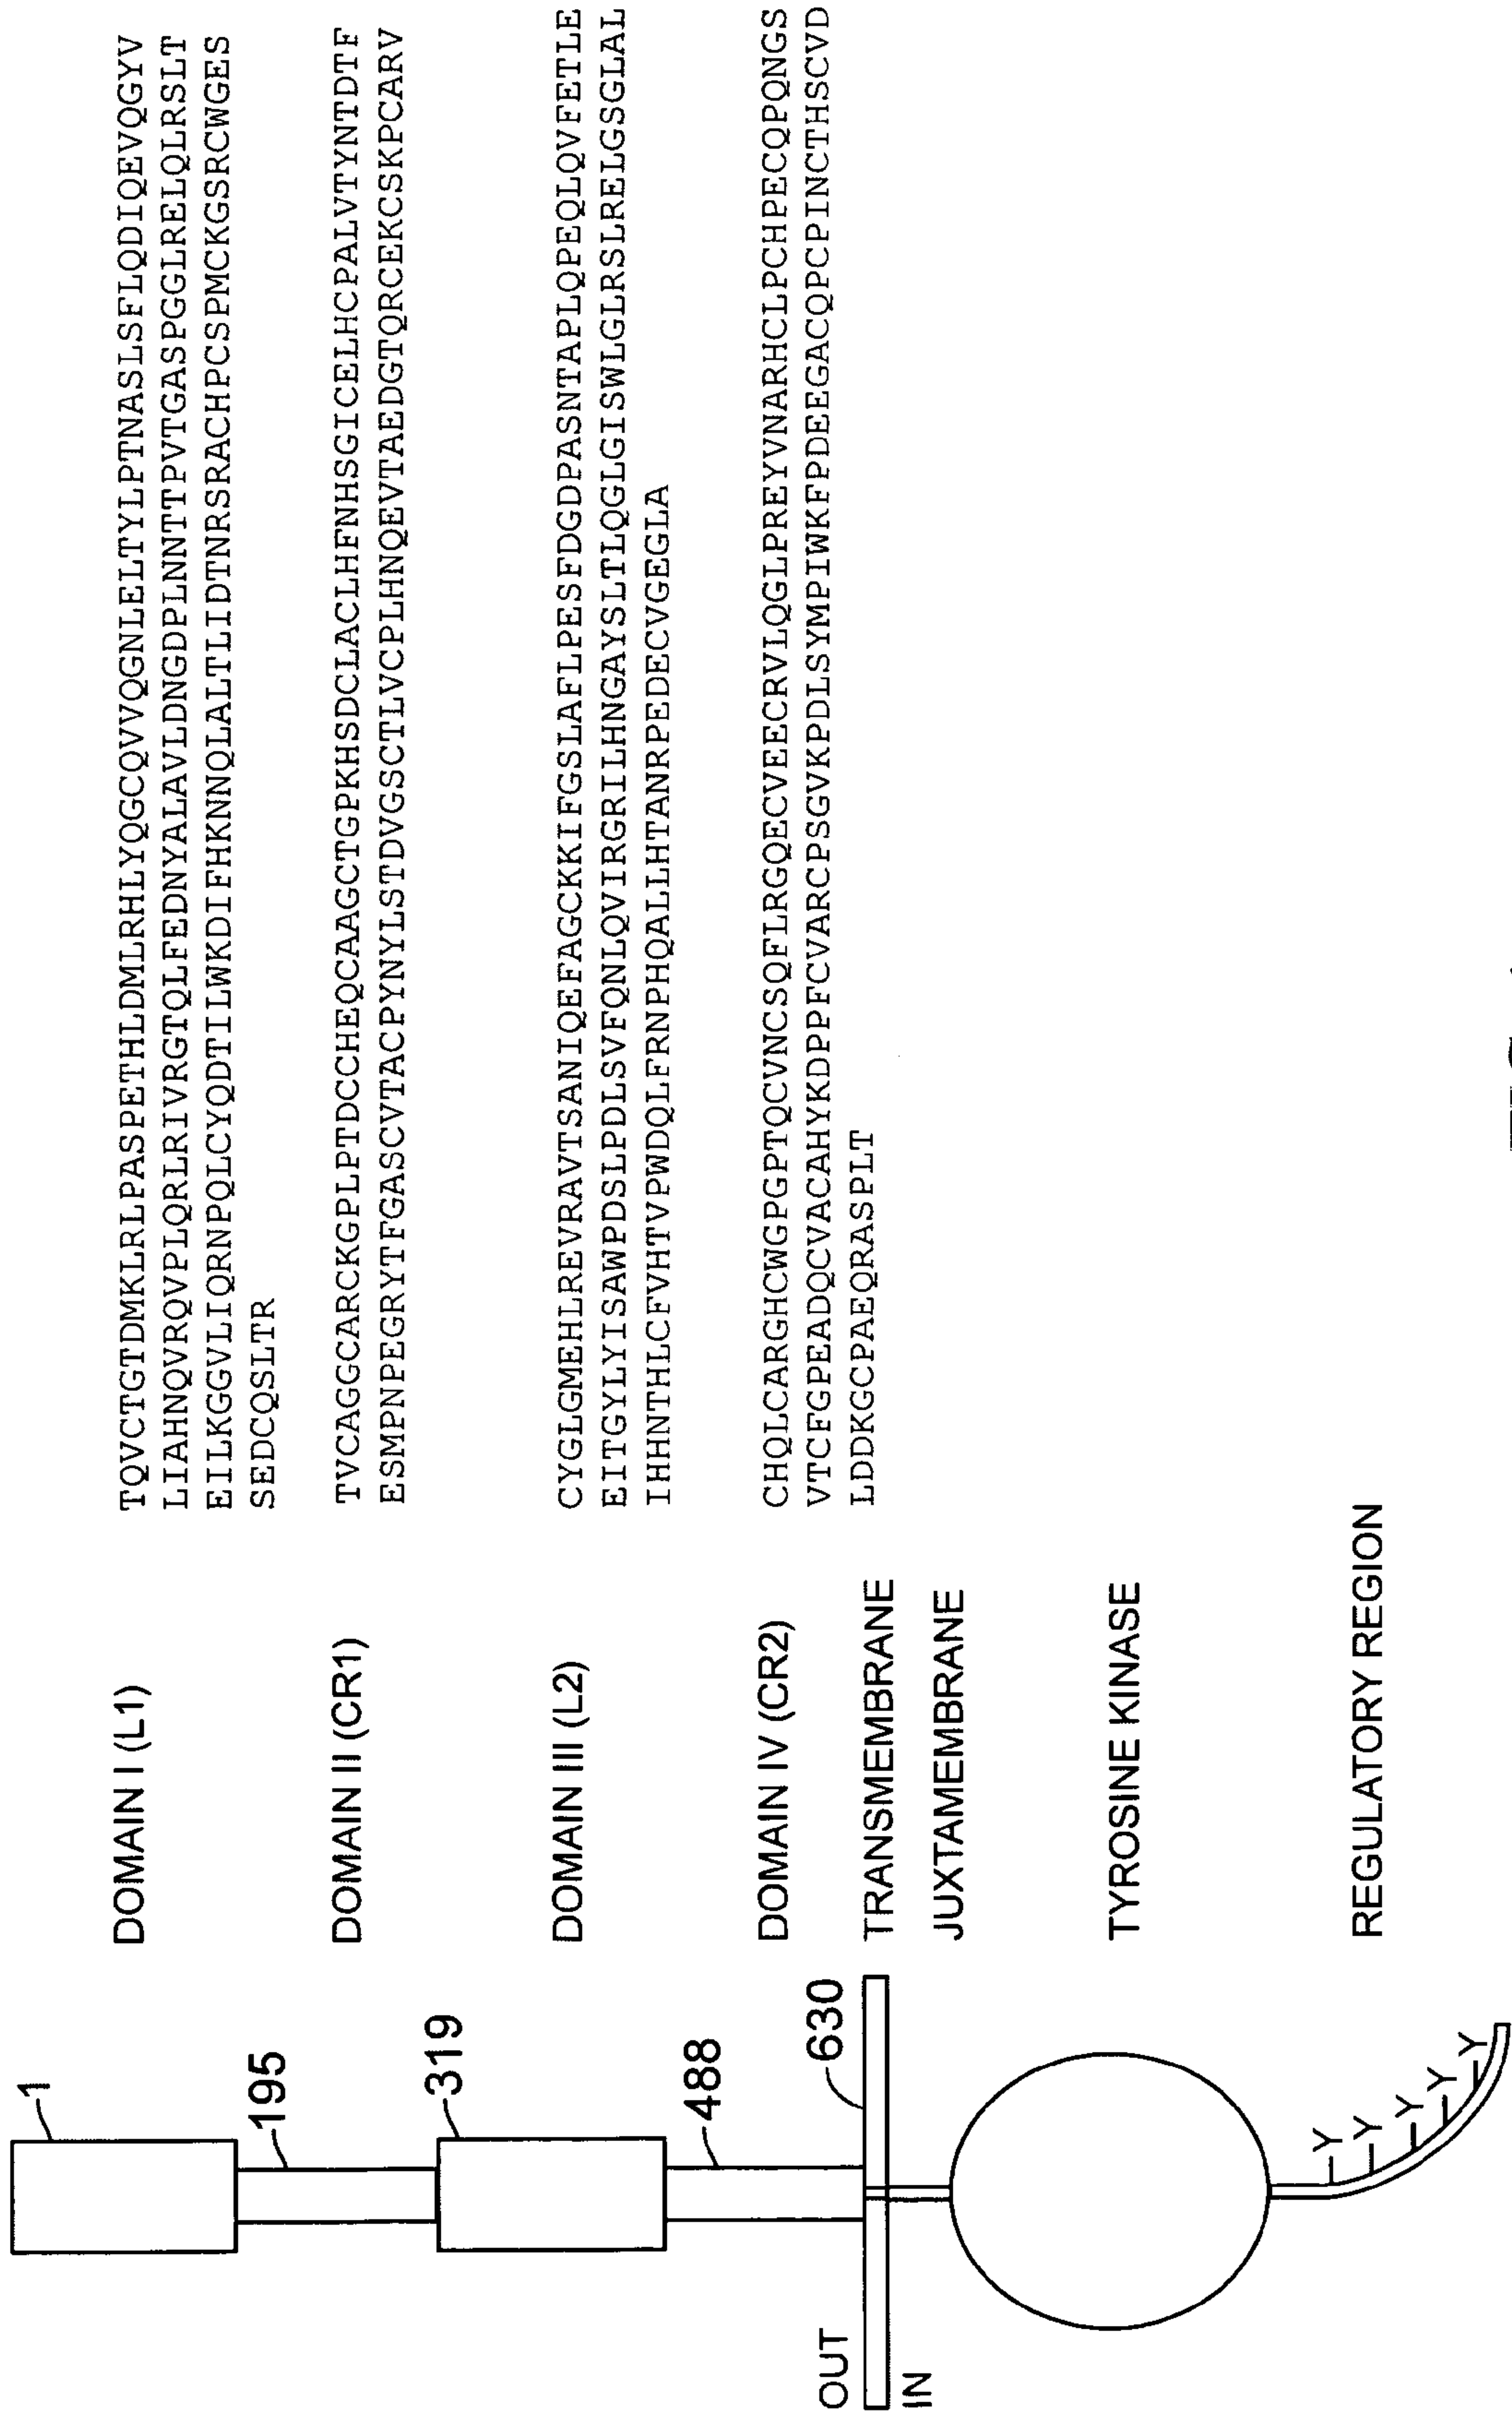 1
195
319
488
630
OUT
IN
Y
Y
Y
Y
Y
DOMAIN I (L1)
TQVCTGTDMKLRLPASPETHLDMLRHLYQGCQVVQGNLELTYLPTNASLSFLQDIQEVQGYV
LIAHNQVRQVPLQRLRIVRGTQLFEDNYALAVLDNGDPLNNTTPVTGASPGGLRELQLRSLT
EILKGGVLIQRNPQLCYQDTILWKDIFHKNNQLALTLIDTNRSRACHPCSPMCKGSRCWGES
SEDCQSLTR
DOMAIN II (CR1)
TVCAGGCARCKGPLPTDCCHEQCAAGCTGPKHSDCLACLHFNHSGICELHCPALVTYNTDTF
ESMPNPEGRYTFGASCVTACPYNYLSTDVGSCTLVCPLHNQEVTAEDGTQRCEKCSKPCARV
DOMAIN III (L2)
CYGLGMEHLREVRAVTSANIQEFAGCKKIFGSLAFLPESFDGDPASNTAPLQPEQLQVFETLE
EITGYLYISAWPDSLPDLSVFQNLQVIRGRILHNGAYSLTLQGLGISWLGLRSLRELGSGLAL
IHHNTHLCFVHTVPWDQLFRNPHQALLHTANRPEDECVGEGLA
DOMAIN IV (CR2)
CHQLCARGHCWGPGPTQCVNCSQFLRGQECVEECRVLQGLPREYVNARHCLPCHPECQPQNGS
VTCFGPEADQCVACAHYKDPPFCVARCPSGVKPDLSYMPIWKFPDEEGACQPCPINCTHSCVD
LDDKGCPAEQRASPLT
TRANSMEMBRANE
JUXTAMEMBRANE
TYROSINE KINASE
REGULATORY REGION